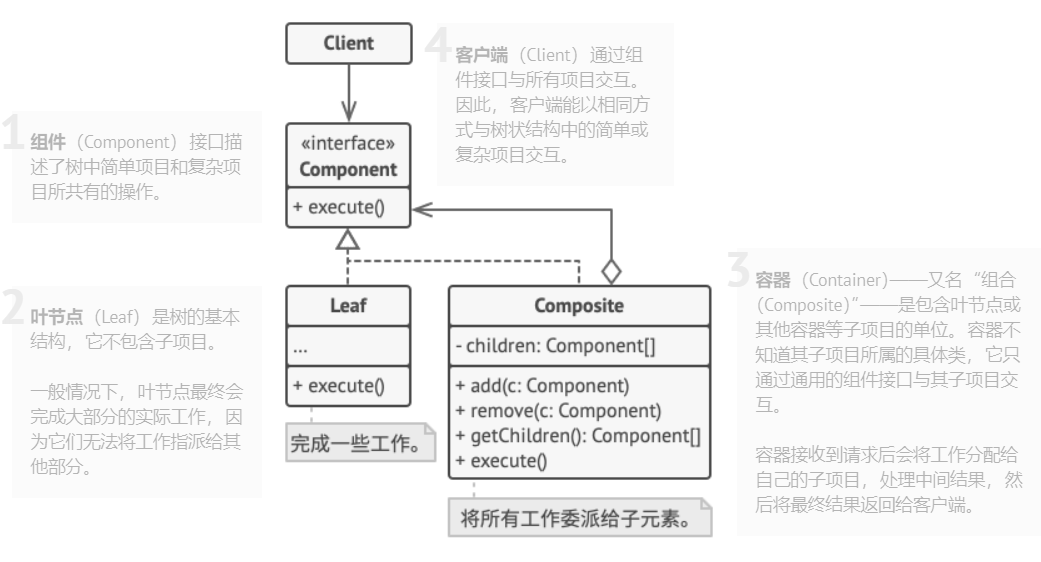 Client
4
客户端（Client）通过组
件接口与所有项目交互。
因此，客户端能以相同方
式与树状结构中的简单或
复杂项目交互。
1
组件（Component）接口描
述了树中简单项目和复杂项
目所共有的操作。
«interface»
Component
+ execute()
2
叶节点（Leaf）是树的基本
结构，它不包含子项目。
一般情况下，叶节点最终会
完成大部分的实际工作，因
为它们无法将工作指派给其
他部分。
Leaf
...
+ execute()
完成一些工作。
Composite
- children: Component[]
+ add(c: Component)
+ remove(c: Component)
+ getChildren(): Component[]
+ execute()
将所有工作委派给子元素。
3
容器（Container)——又名“组合
（Composite)”——是包含叶节点或
其他容器等子项目的单位。容器不
知道其子项目所属的具体类，它只
通过通用的组件接口与其子项目交
互。
容器接收到请求后会将工作分配给
自己的子项目，处理中间结果，然
后将最终结果返回给客户端。